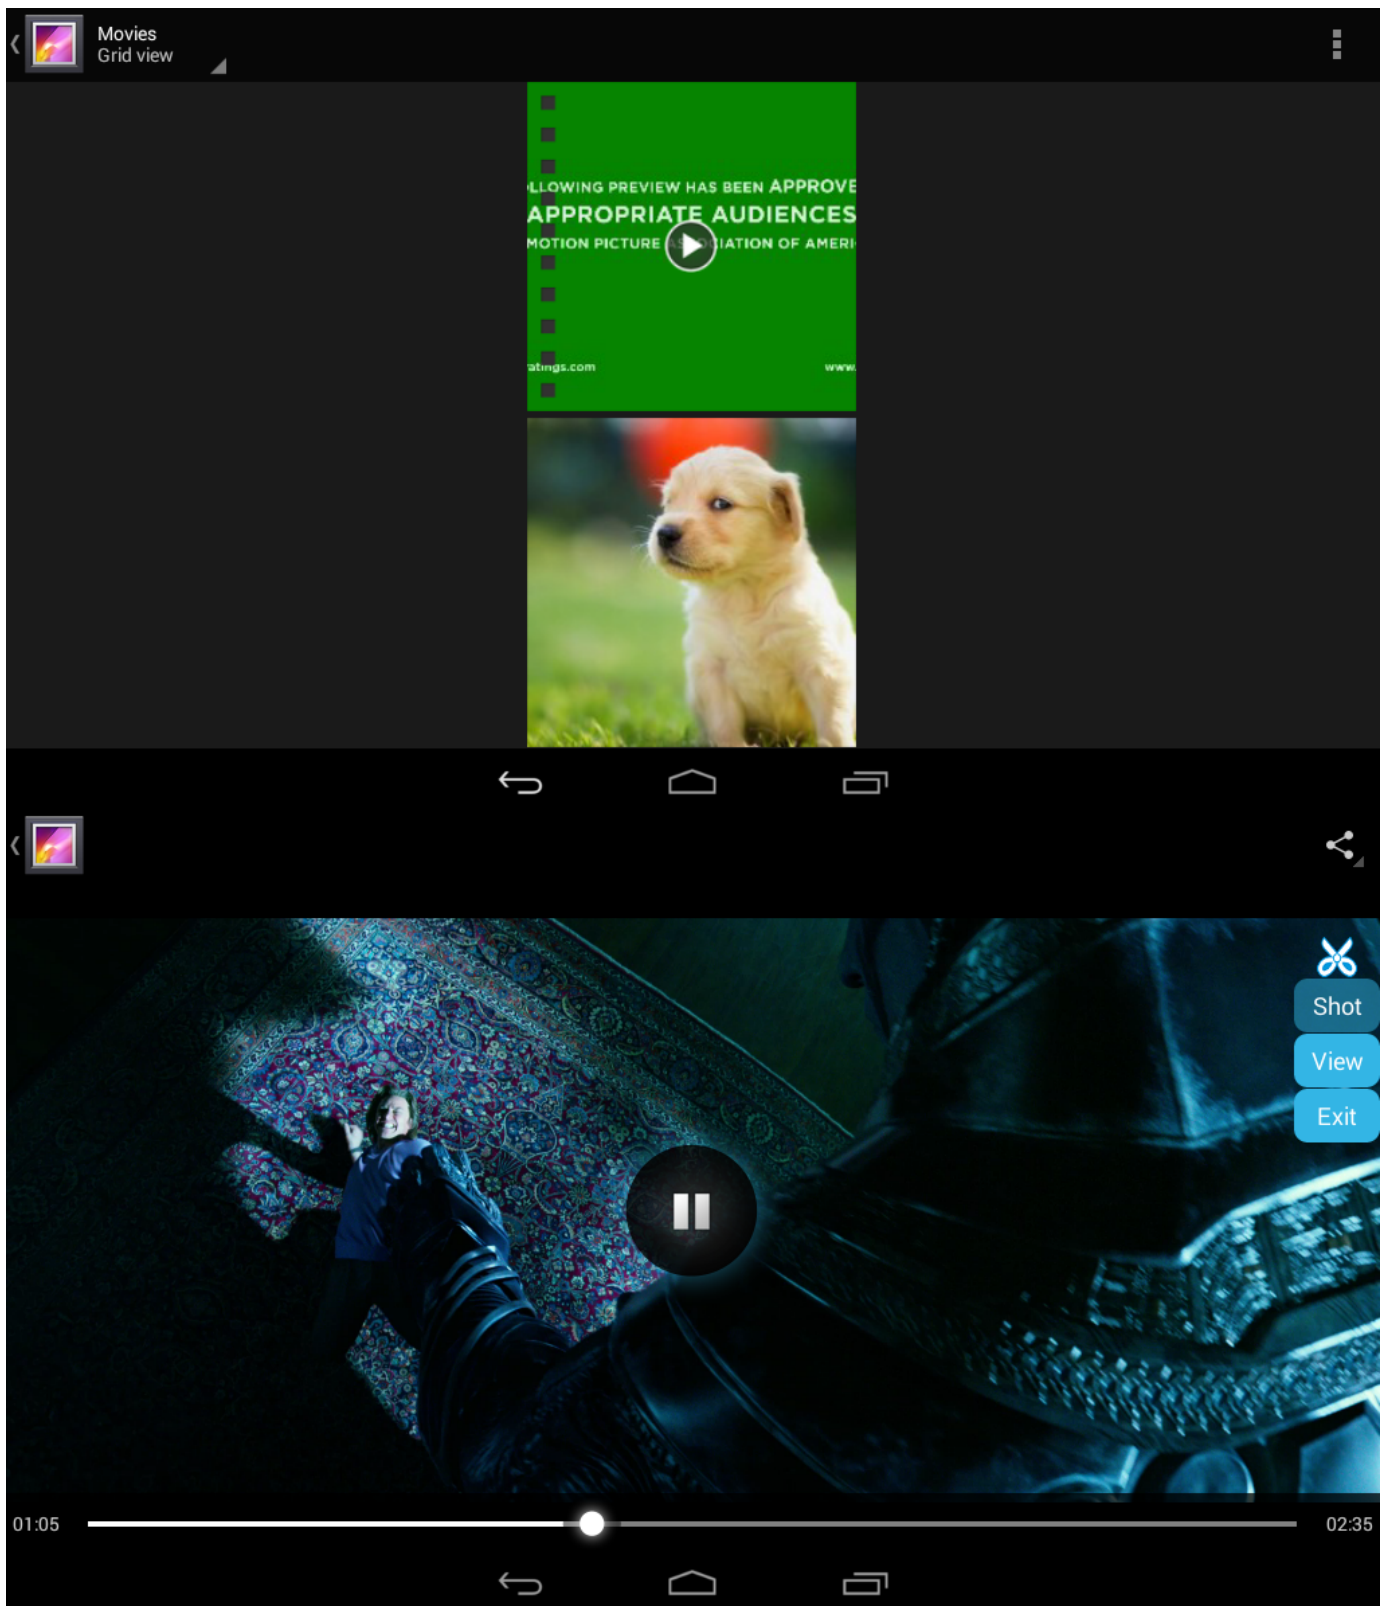 Movies
Grid view
LLOWING PREVIEW HAS BEEN APPROVE
APPROPRIATE AUDIENCES
MOTION PICTURE ASSOCIATION OF AMERI
atings.com
www.
Shot
View
Exit
01:05
02:35